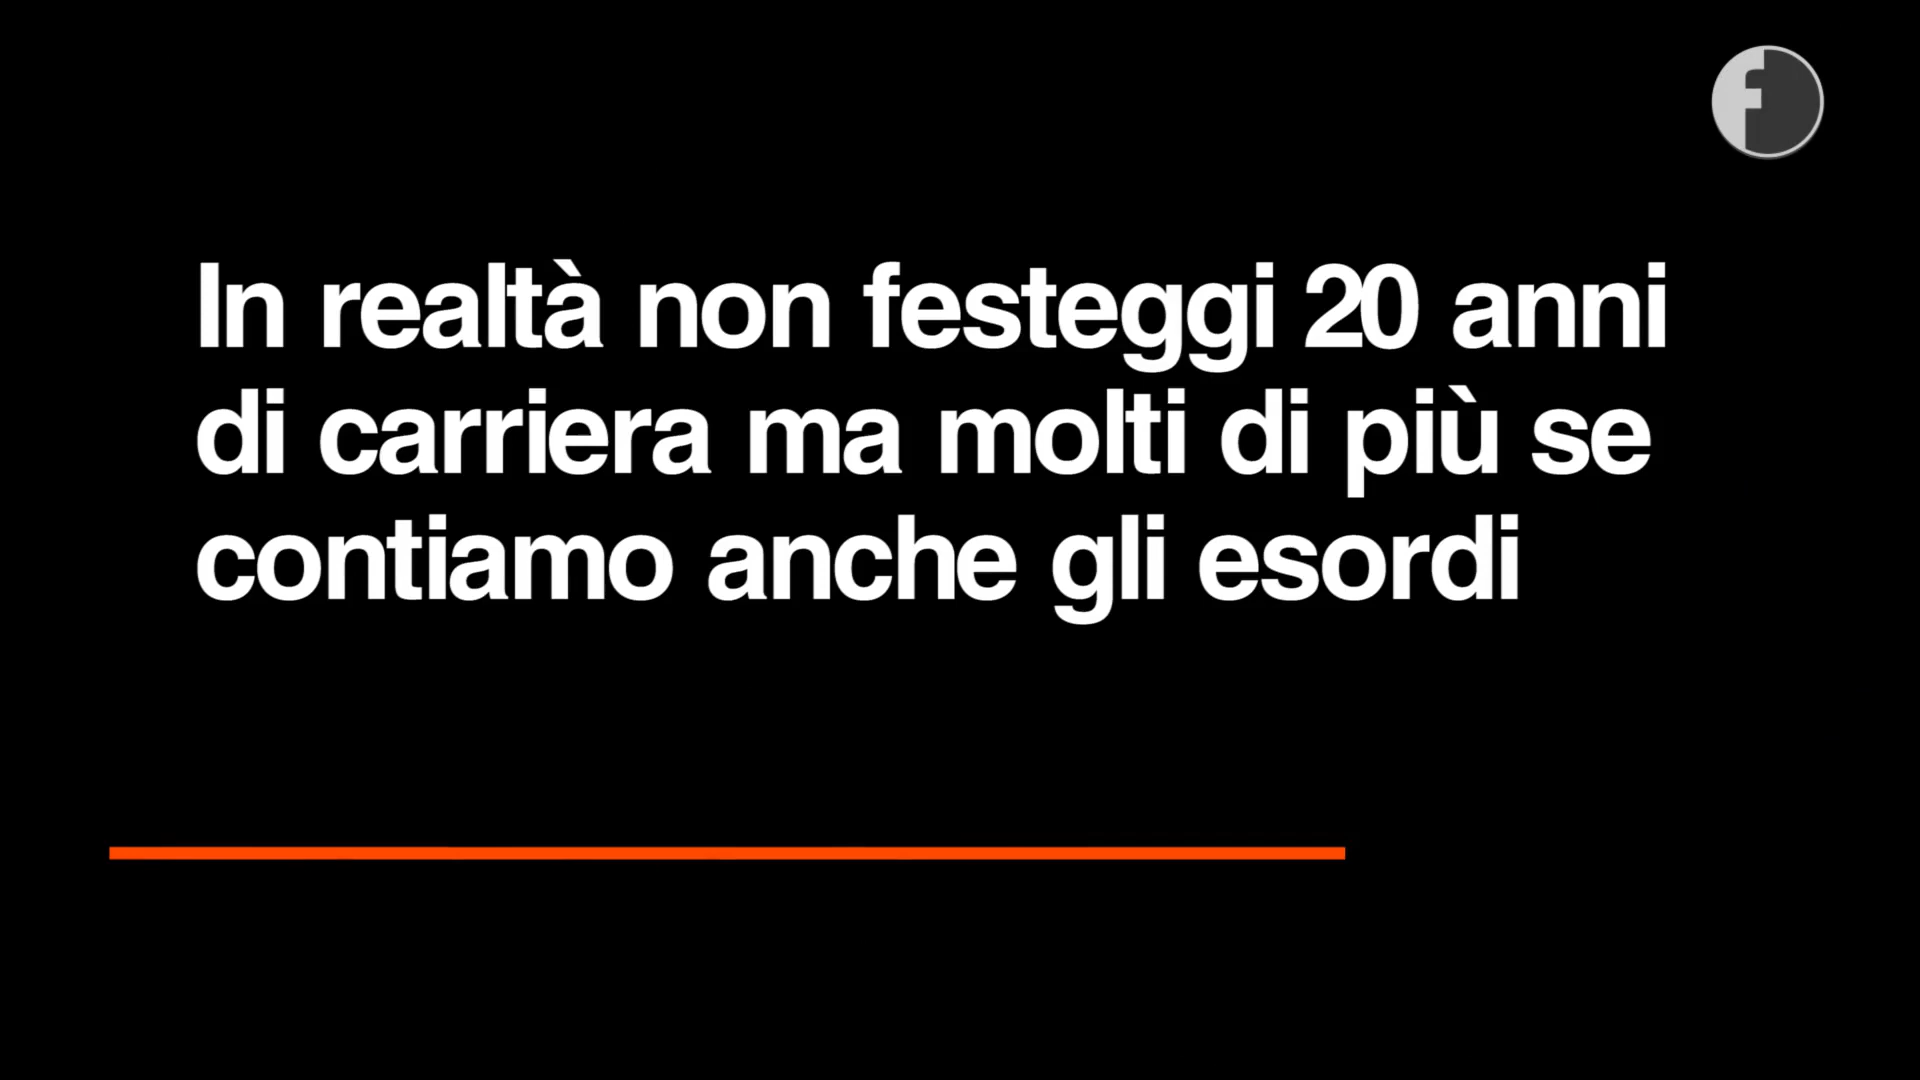 f
In realtà non festeggi 20 anni
di carriera ma molti di più se
contiamo anche gli esordi